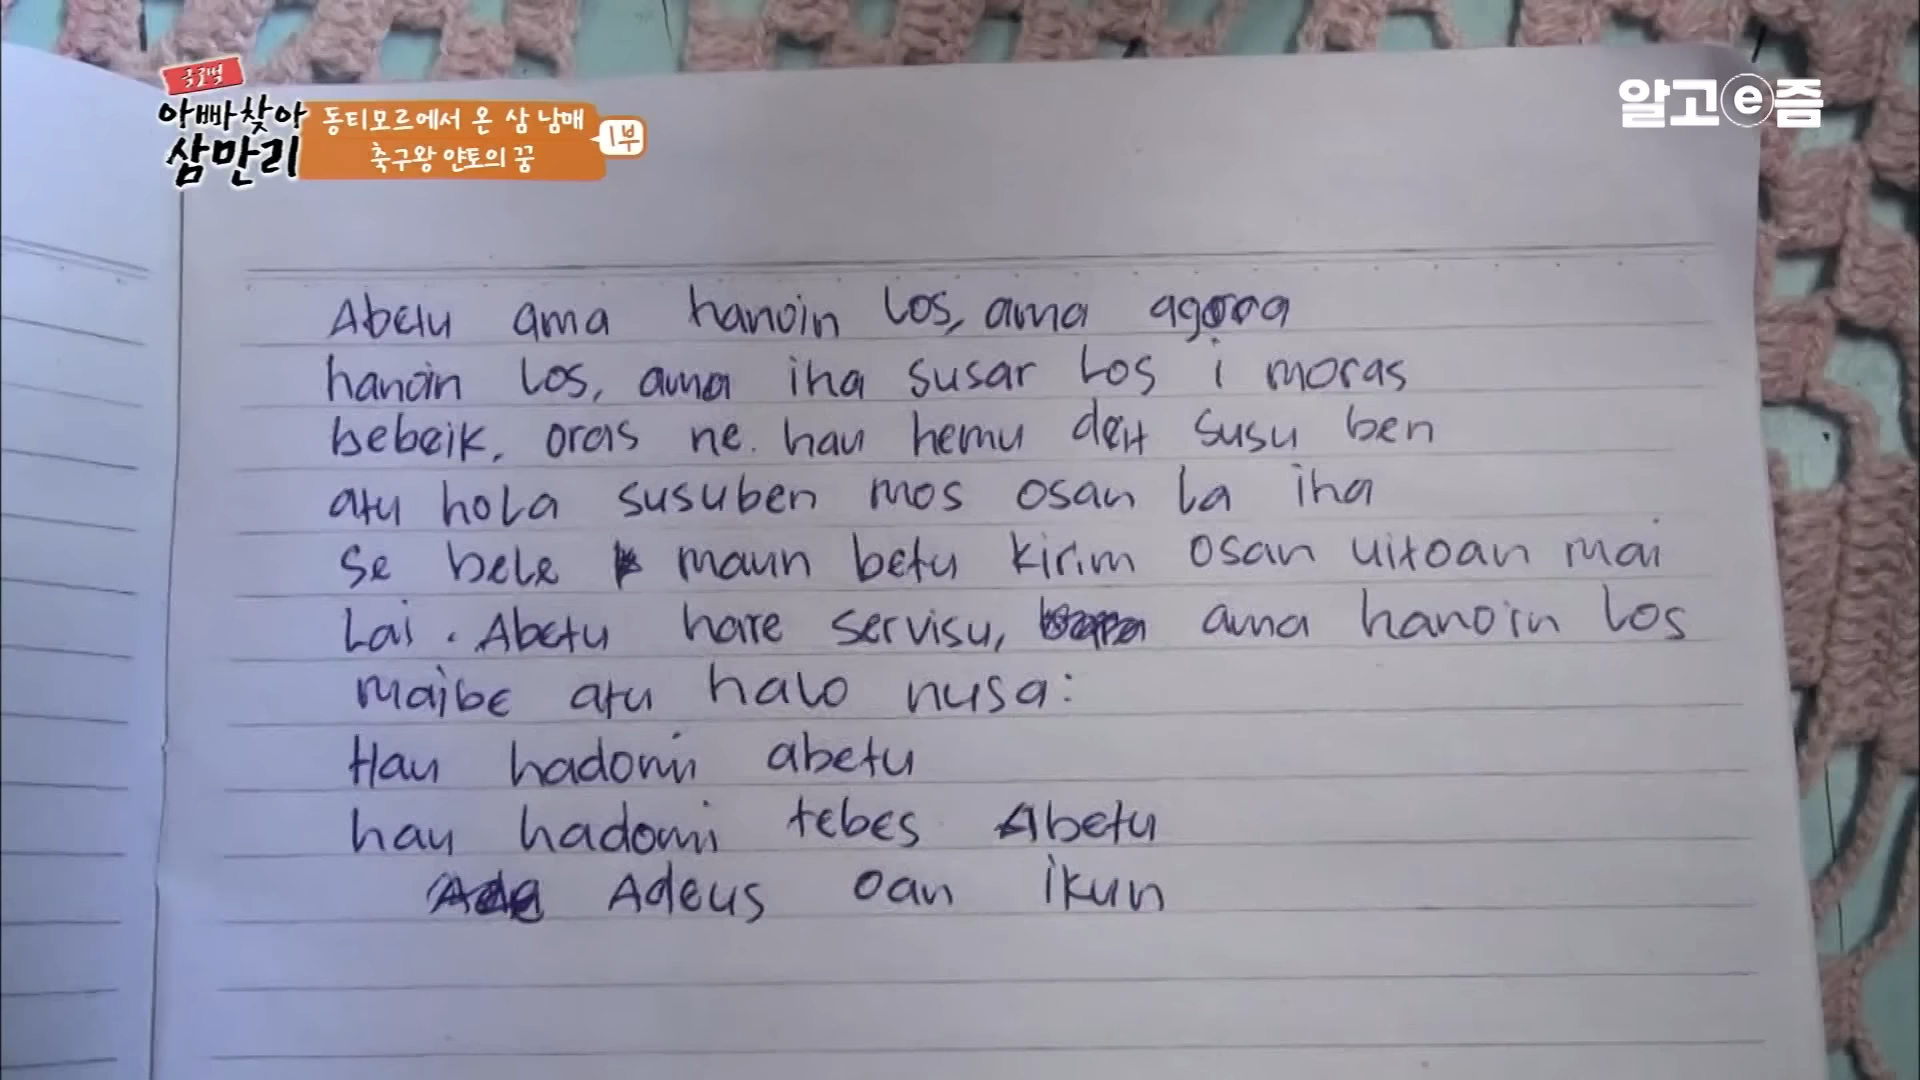 글로벌
아빠 찾아
삼만리
동티모르에서 온 삼 남매
축구왕 얀토의 꿈
1부
알고e즘
Abetu ama hanoin los, ama agora
hanoin los, ama iha susar los i moras
bebeik, oras ne. hau hemu deit susu ben
atu hola susuben mos osan la iha
se bele maun betu kirim osan uitoan mai
lai. Abetu hare servisu, ama hanoin los
maibe atu halo nusa:
Hau hadomi abetu
hau hadomi tebes Abetu
Adeus oan ikun